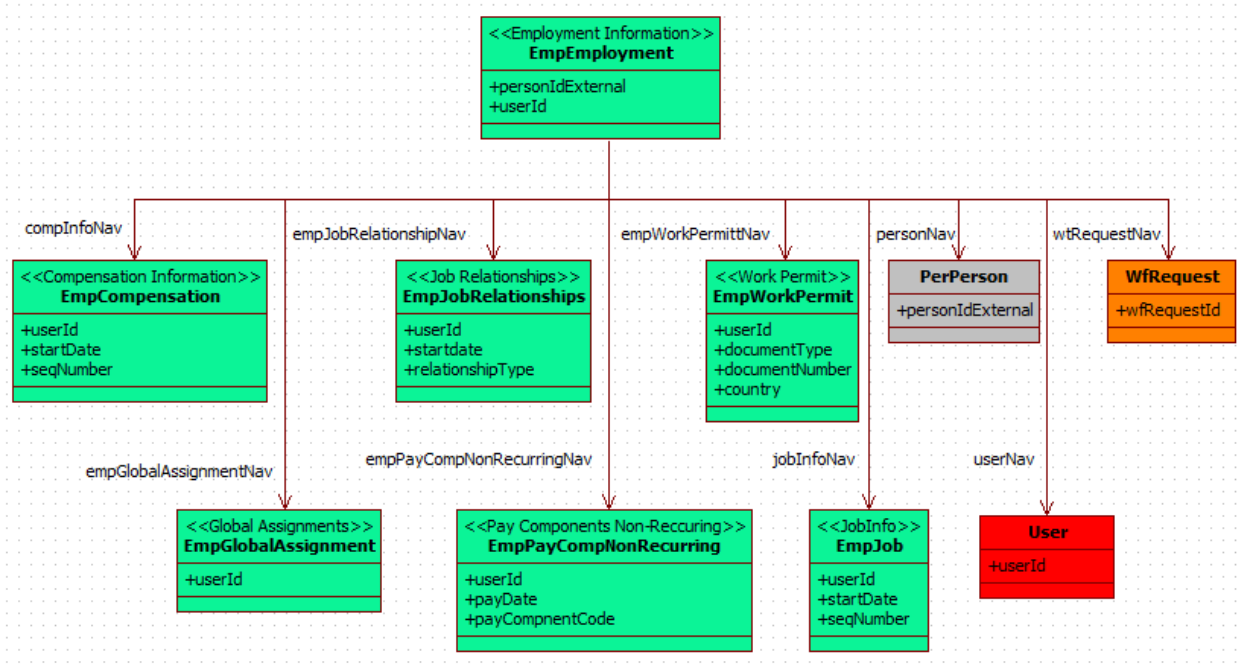 <<Employment Information>>
EmpEmployment
+personIdExternal
+userId
compInfoNav
empJobRelationshipNav
empWorkPermittNav
personNav
wtRequestNav
<<Compensation Information>>
EmpCompensation
+userId
+startDate
+seqNumber
<<Job Relationships>>
EmpJobRelationships
+userId
+startdate
+relationshipType
<<Work Permit>>
EmpWorkPermit
+userId
+documentType
+documentNumber
+country
PerPerson
+personIdExternal
WfRequest
+wfRequestId
empGlobalAssignmentNav
empPayCompNonRecurringNav
jobInfoNav
userNav
<<Global Assignments>>
EmpGlobalAssignment
+userId
<<Pay Components Non-Reccuring>>
EmpPayCompNonRecurring
+userId
+payDate
+payCompnentCode
<<JobInfo>>
EmpJob
+userId
+startDate
+seqNumber
User
+userId